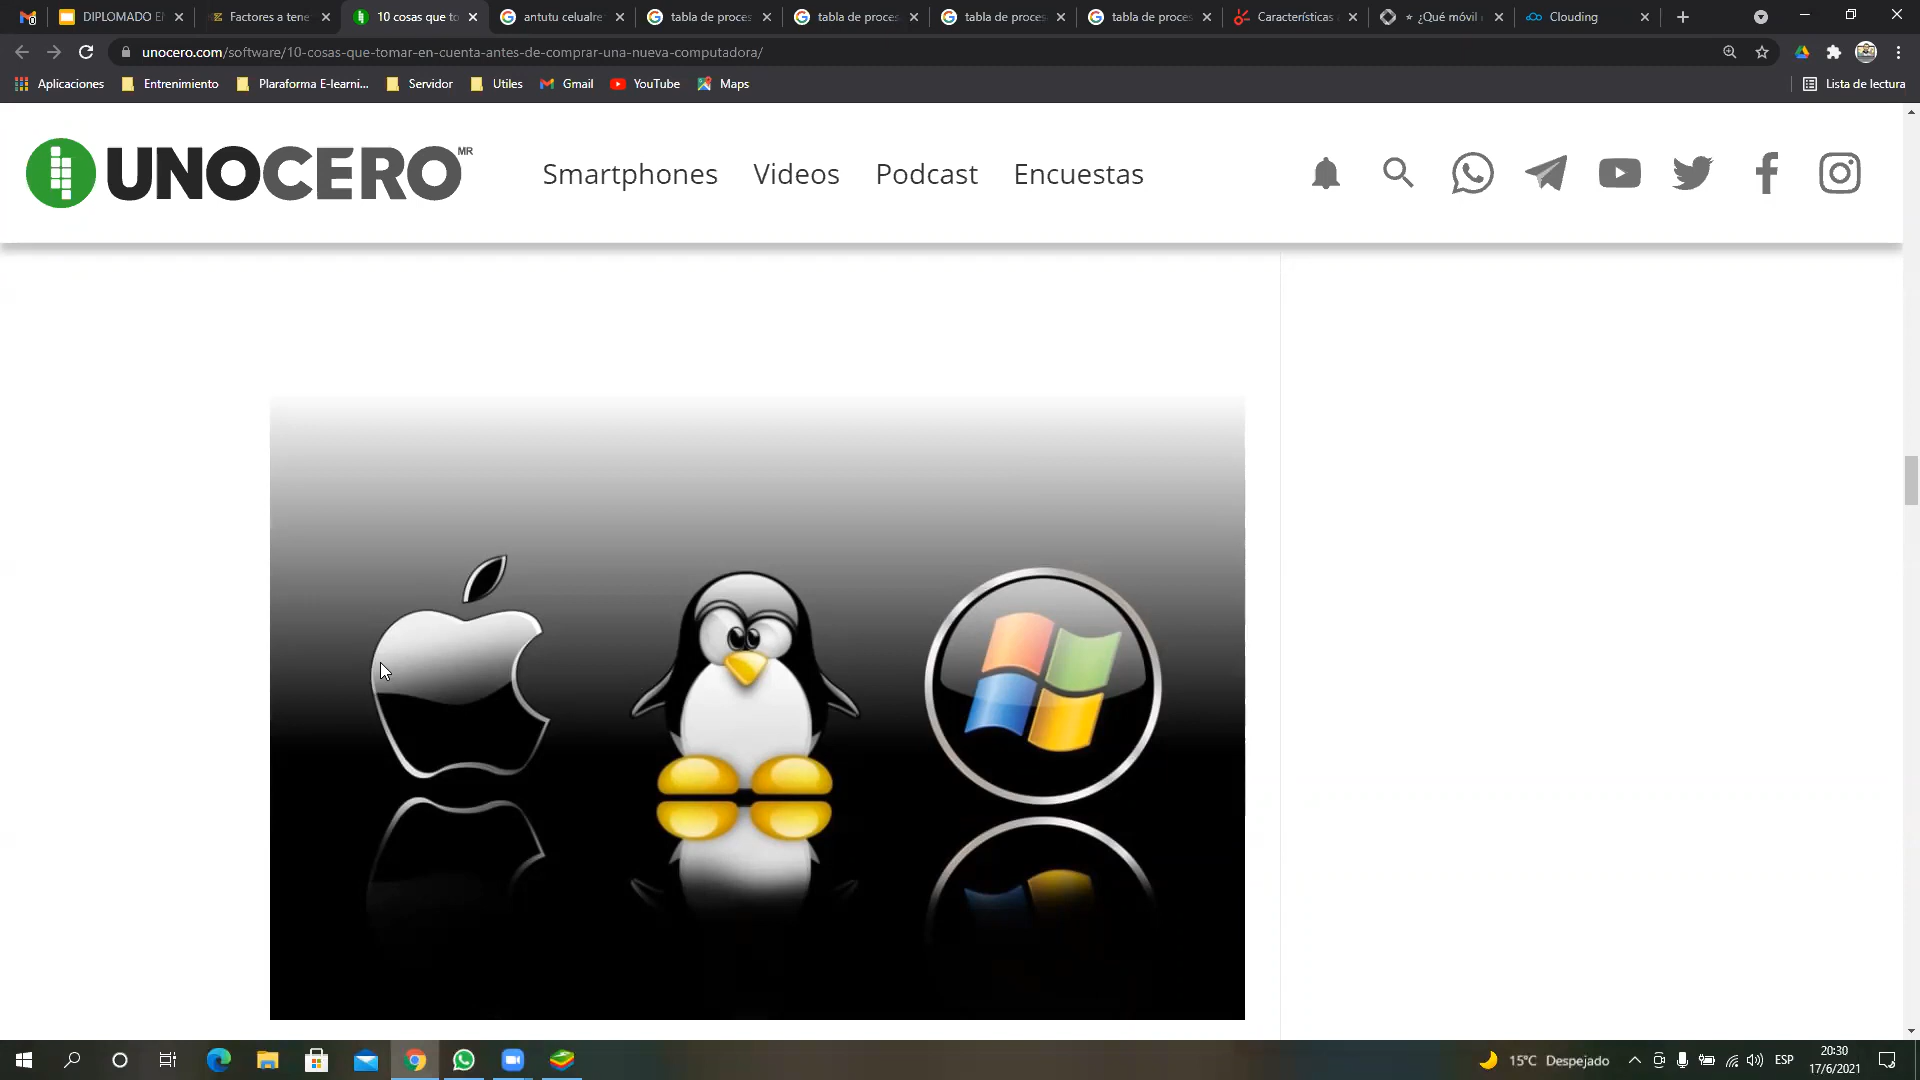 DIPLOMADO E
Factores a tene
10 cosas que to
antutu celualre
tabla de proces
tabla de proces
tabla de proces
tabla de proces
Características
¿Qué móvil
Clouding
unocero.com/software/10-cosas-que-tomar-en-cuenta-antes-de-comprar-una-nueva-computadora/
Aplicaciones
Entrenimiento
Plaraforma E-learni...
Servidor
Utiles
Gmail
YouTube
Maps
Lista de lectura
UNOCERO MR
Smartphones
Videos
Podcast
Encuestas
15°C Despejado
ESP
20:30
17/6/2021